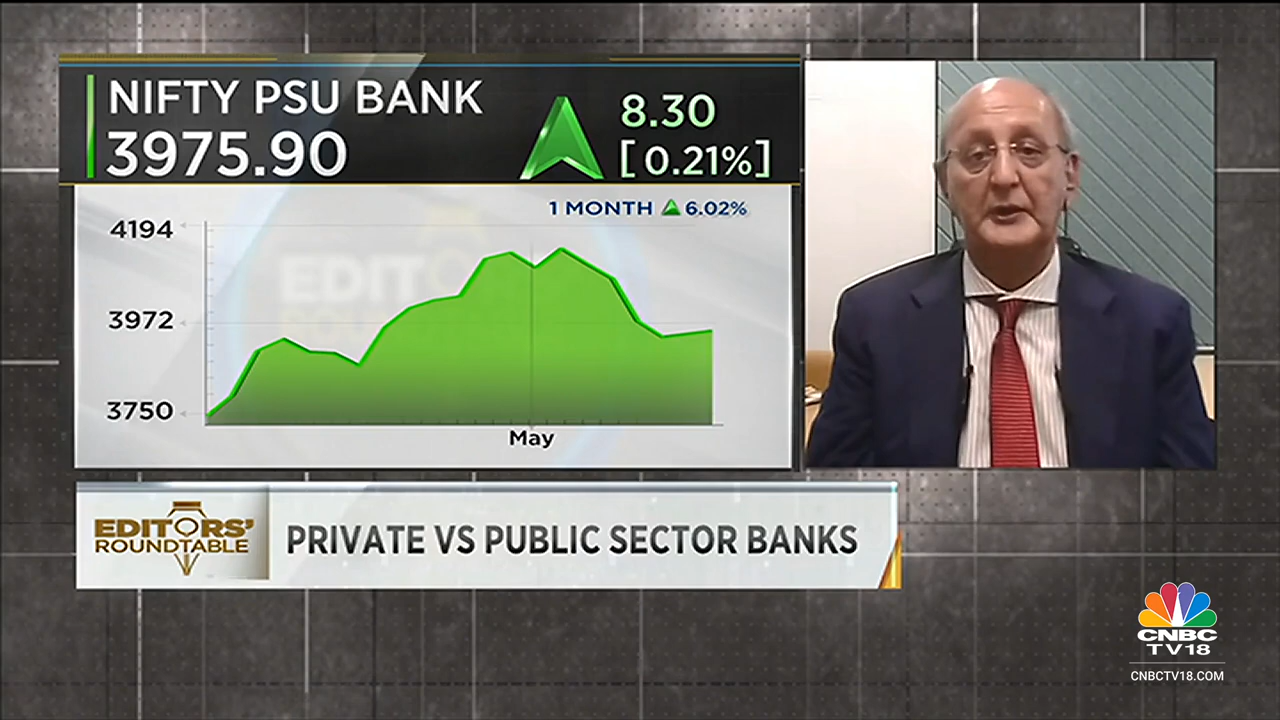 NIFTY PSU BANK
3975.90
8.30
[0.21%]
1 MONTH 6.02%
4194
3972
3750
May
EDITORS'
ROUNDTABLE
PRIVATE VS PUBLIC SECTOR BANKS
CNBC
TV18
CNBCTV18.COM